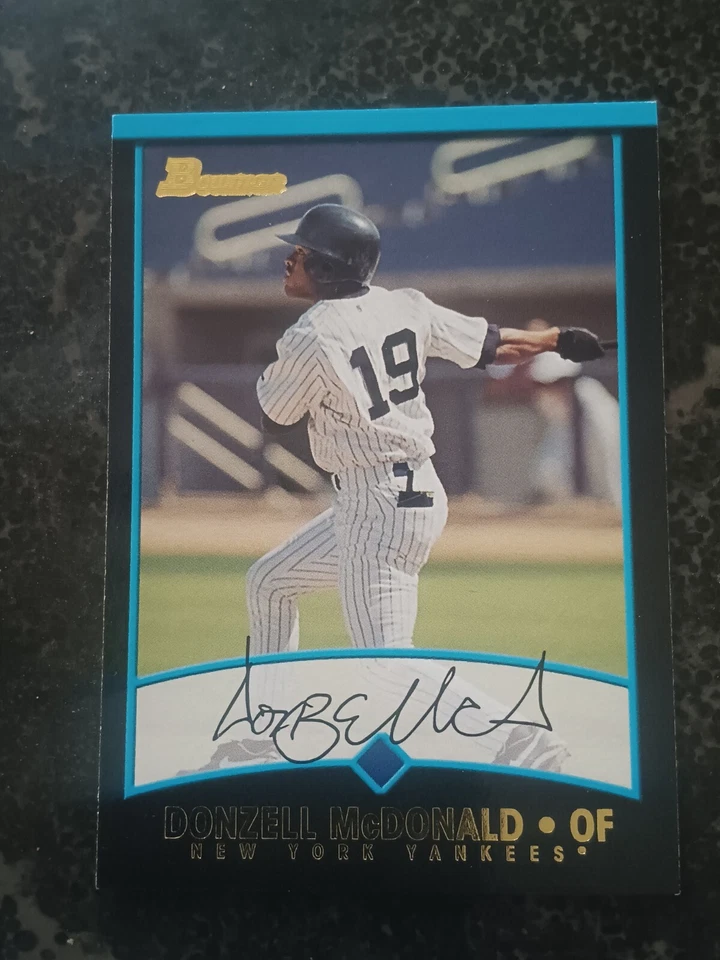 Bowman
19
DONZELL McDONALD • OF
NEW YORK YANKEES